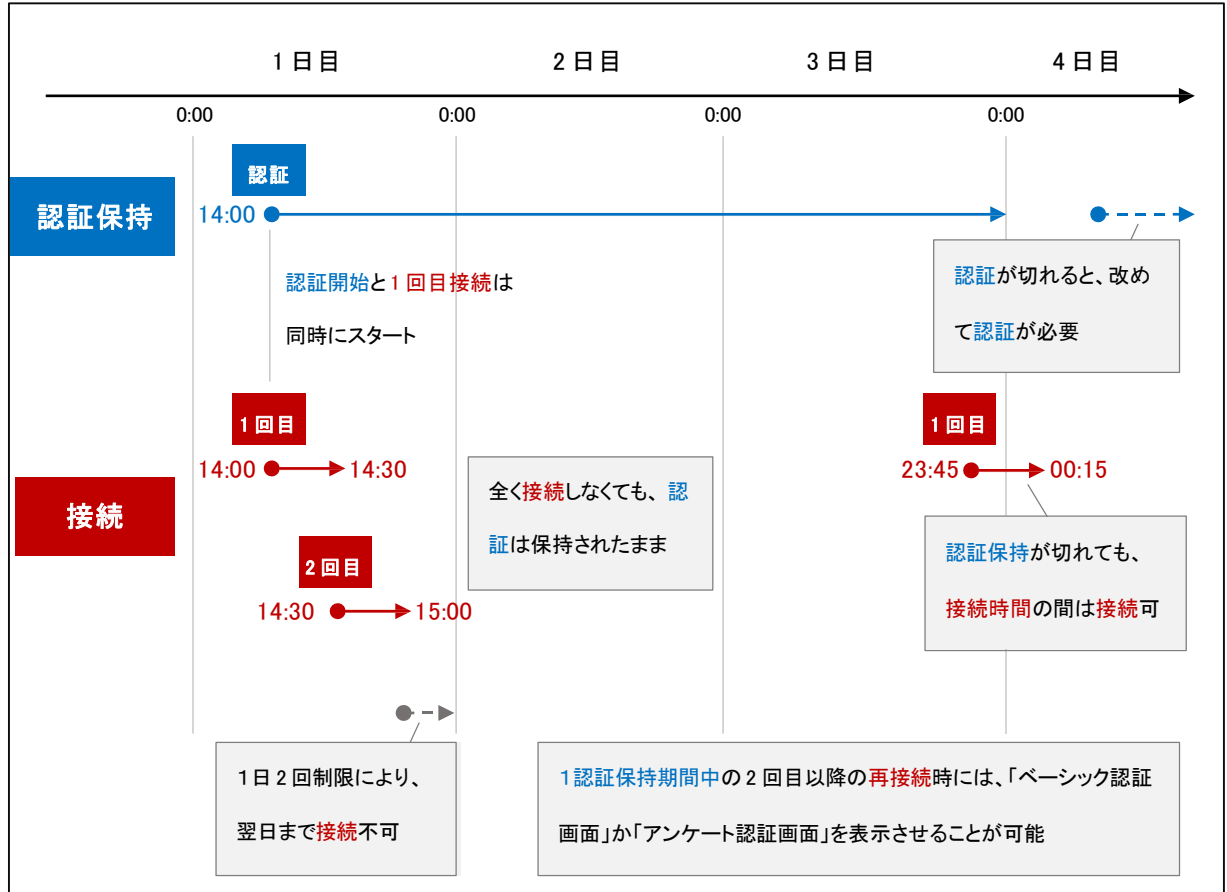 1日目 2日目 3日目 4日目
0:00 0:00 0:00 0:00
認証
認証保持
14:00
認証開始と1回目接続は
同時にスタート
認証が切れると、改め
て認証が必要
1回目
14:00 14:30
1回目
23:45 00:15
接続
全く接続しなくても、認
証は保持されたまま
2回目
14:30 15:00
認証保持が切れても、
接続時間の間は接続可
1日2回制限により、
翌日まで接続不可
1認証保持期間中の2回目以降の再接続時には、「ベーシック認証
画面」か「アンケート認証画面」を表示させることが可能